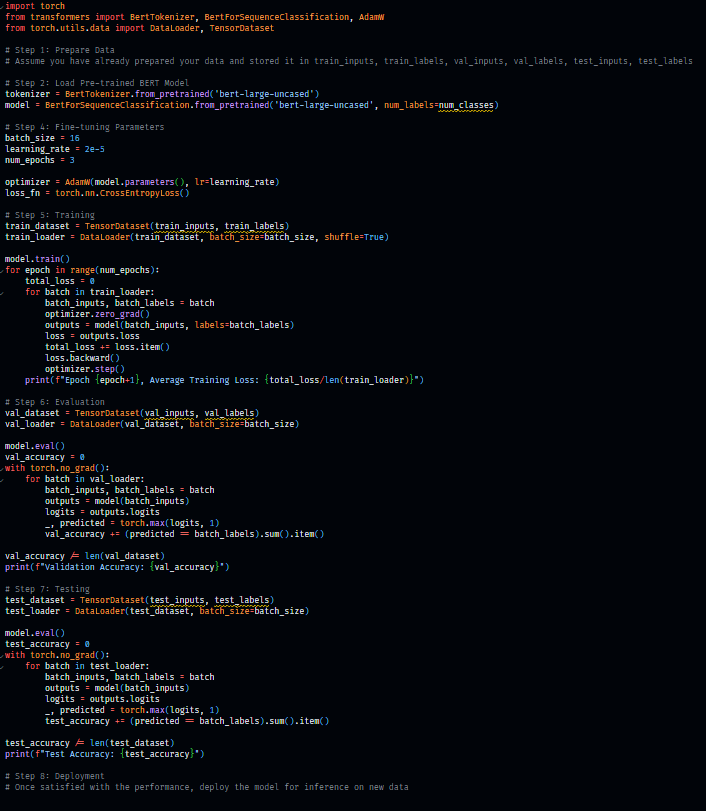 import torch
from transformers import BertTokenizer, BertForSequenceClassification, AdamW
from torch.utils.data import DataLoader, TensorDataset

# Step 1: Prepare Data
# Assume you have already prepared your data and stored it in train_inputs, train_labels, val_inputs, val_labels, test_inputs, test_labels

# Step 2: Load Pre-trained BERT Model
tokenizer = BertTokenizer.from_pretrained('bert-large-uncased')
model = BertForSequenceClassification.from_pretrained('bert-large-uncased', num_labels=num_classes)

# Step 4: Fine-tuning Parameters
batch_size = 16
learning_rate = 2e-5
num_epochs = 3

optimizer = AdamW(model.parameters(), lr=learning_rate)
loss_fn = torch.nn.CrossEntropyLoss()

# Step 5: Training
train_dataset = TensorDataset(train_inputs, train_labels)
train_loader = DataLoader(train_dataset, batch_size=batch_size, shuffle=True)

model.train()
for epoch in range(num_epochs):
    total_loss = 0
    for batch in train_loader:
        batch_inputs, batch_labels = batch
        optimizer.zero_grad()
        outputs = model(batch_inputs, labels=batch_labels)
        loss = outputs.loss
        total_loss += loss.item()
        loss.backward()
        optimizer.step()
    print(f"Epoch {epoch+1}, Average Training Loss: {total_loss/len(train_loader)}")

# Step 6: Evaluation
val_dataset = TensorDataset(val_inputs, val_labels)
val_loader = DataLoader(val_dataset, batch_size=batch_size)

model.eval()
val_accuracy = 0
with torch.no_grad():
    for batch in val_loader:
        batch_inputs, batch_labels = batch
        outputs = model(batch_inputs)
        logits = outputs.logits
        _, predicted = torch.max(logits, 1)
        val_accuracy += (predicted == batch_labels).sum().item()

val_accuracy /= len(val_dataset)
print(f"Validation Accuracy: {val_accuracy}")

# Step 7: Testing
test_dataset = TensorDataset(test_inputs, test_labels)
test_loader = DataLoader(test_dataset, batch_size=batch_size)

model.eval()
test_accuracy = 0
with torch.no_grad():
    for batch in test_loader:
        batch_inputs, batch_labels = batch
        outputs = model(batch_inputs)
        logits = outputs.logits
        _, predicted = torch.max(logits, 1)
        test_accuracy += (predicted == batch_labels).sum().item()

test_accuracy /= len(test_dataset)
print(f"Test Accuracy: {test_accuracy}")

# Step 8: Deployment
# Once satisfied with the performance, deploy the model for inference on new data